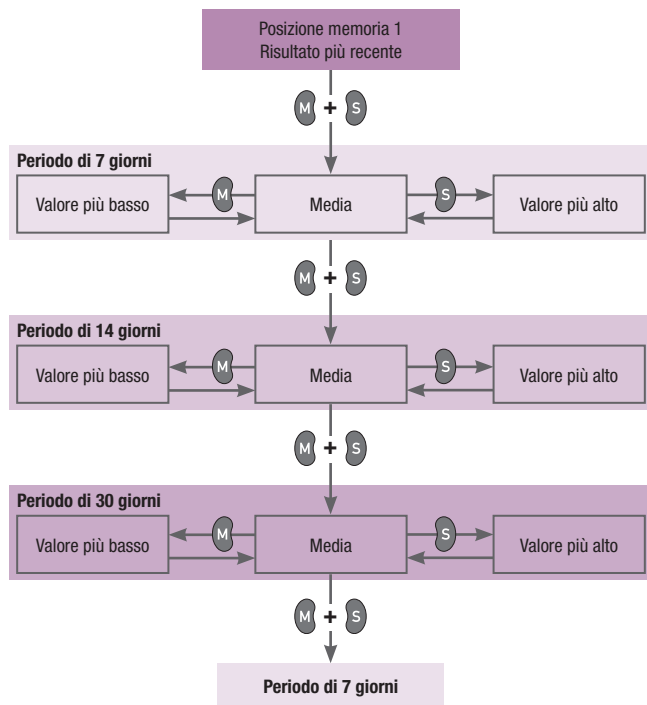 Posizione memoria 1
Risultato più recente
M + S
Periodo di 7 giorni
Valore più basso M Media S Valore più alto
M + S
Periodo di 14 giorni
Valore più basso M Media S Valore più alto
M + S
Periodo di 30 giorni
Valore più basso M Media S Valore più alto
M + S
Periodo di 7 giorni